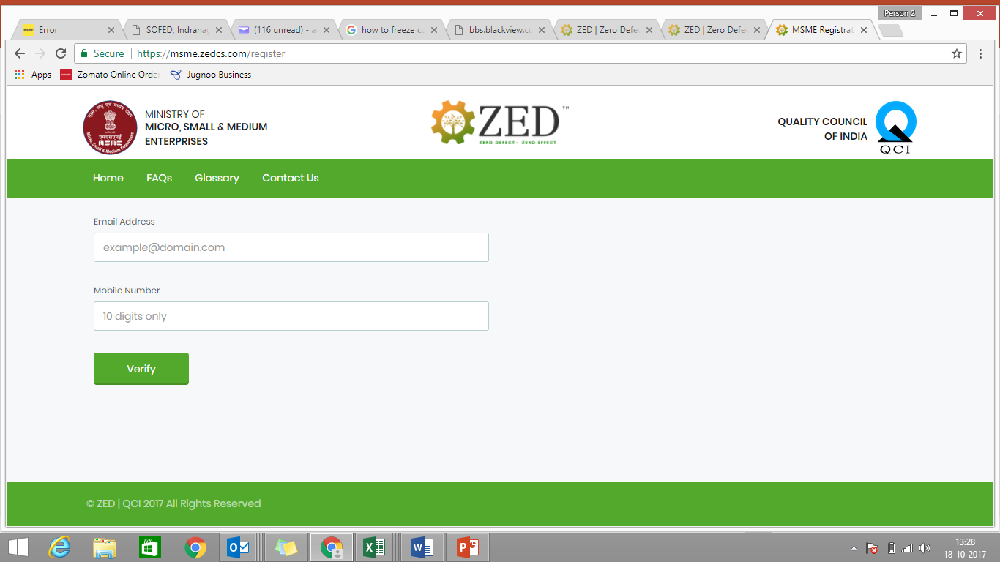 Person 2
Error
SOFED, Indranag
(116 unread) - a
how to freeze cu
bbs.blackview.co
ZED | Zero Defec
ZED | Zero Defec
MSME Registrat
Secure
https://msme.zedcs.com/register
Apps
Zomato Online Order
Jugnoo Business
MINISTRY OF
MICRO, SMALL & MEDIUM
ENTERPRISES
ZED™
ZERO DEFECT - ZERO EFFECT
QUALITY COUNCIL
OF INDIA
QCI
Home FAQs Glossary Contact Us
Email Address
example@domain.com
Mobile Number
10 digits only
Verify
© ZED | QCI 2017 All Rights Reserved
13:28
18-10-2017